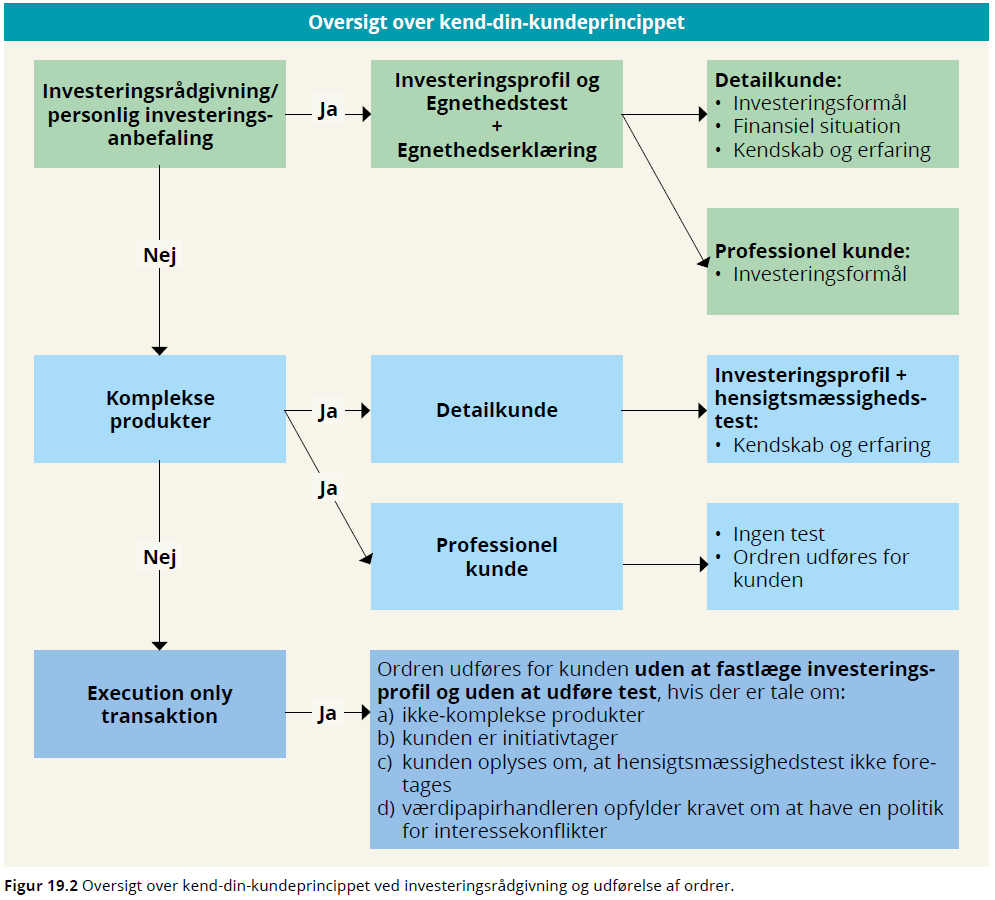 Oversigt over kend-din-kundeprincippet
Investeringsrådgivning/
personlig investerings-
anbefaling
Ja
Investeringsprofil og
Egnethedstest
+
Egnethedserklæring
Detailkunde:
• Investeringsformål
• Finansiel situation
• Kendskab og erfaring
Nej
Professionel kunde:
• Investeringsformål
Komplekse
produkter
Ja
Detailkunde
Investeringsprofil +
hensigtsmæssigheds-
test:
• Kendskab og erfaring
Ja
Nej
Professionel
kunde
• Ingen test
• Ordren udføres for
kunden
Execution only
transaktion
Ja
Ordren udføres for kunden uden at fastlægge investerings-
profil og uden at udføre test, hvis der er tale om:
a) ikke-komplekse produkter
b) kunden er initiativtager
c) kunden oplyses om, at hensigtsmæssighedstest ikke fore-
tages
d) værdipapirhandleren opfylder kravet om at have en politik
for interessekonflikter
Figur 19.2 Oversigt over kend-din-kundeprincippet ved investeringsrådgivning og udførelse af ordrer.